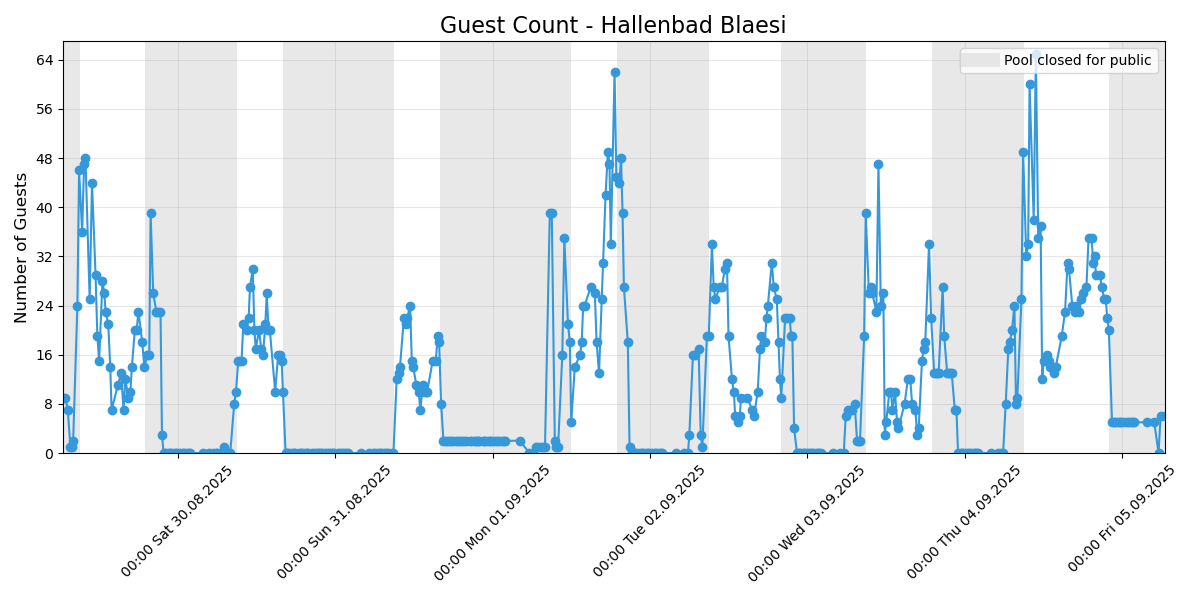 Guest Count - Hallenbad Blaesi
Pool closed for public
Number of Guests
64
56
48
40
32
24
16
8
0
00:00 Sat 30.08.2025
00:00 Sun 31.08.2025
00:00 Mon 01.09.2025
00:00 Tue 02.09.2025
00:00 Wed 03.09.2025
00:00 Thu 04.09.2025
00:00 Fri 05.09.2025